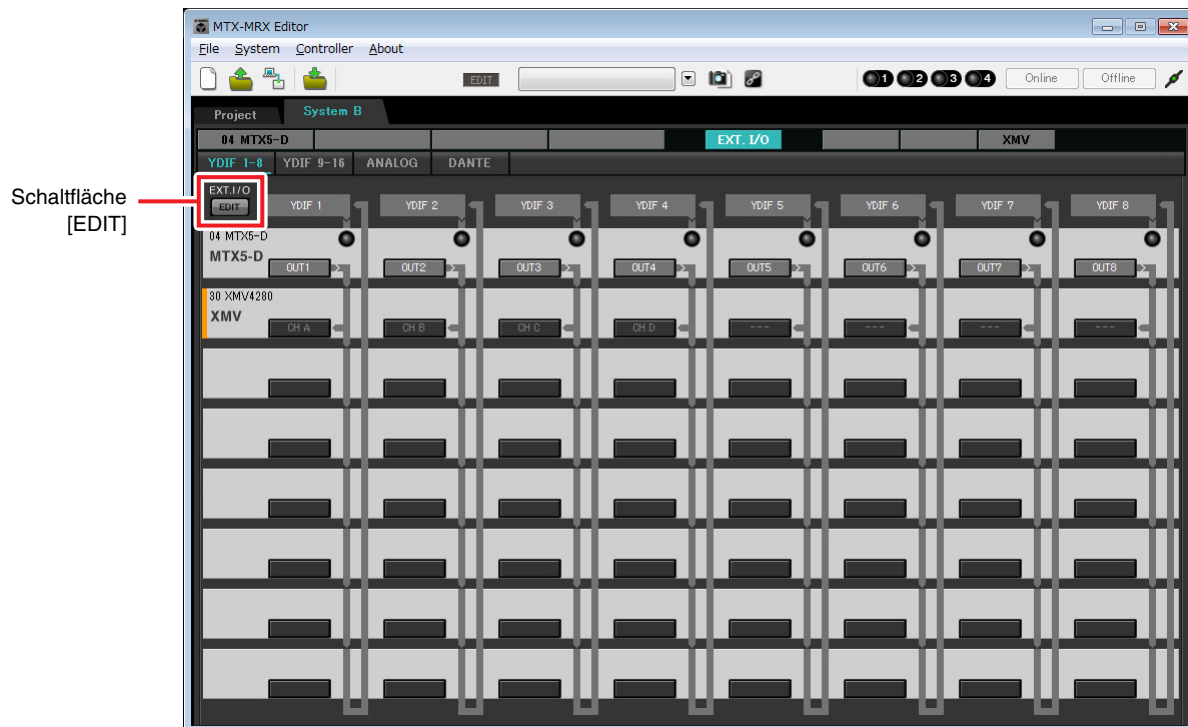 MTX-MRX Editor
File System Controller About
EDIT 1 2 3 4 Online Offline
Project System B
04 MTX5-D EXT. I/O XMV
YDIF 1-8 YDIF 9-16 ANALOG DANTE
Schaltfläche
[EDIT]
EXT.I/O
EDIT YDIF 1 YDIF 2 YDIF 3 YDIF 4 YDIF 5 YDIF 6 YDIF 7 YDIF 8
04 MTX5-D
MTX5-D
OUT1 OUT2 OUT3 OUT4 OUT5 OUT6 OUT7 OUT8
30 XMV4280
XMV
CH A CH B CH C CH D --- --- --- ---